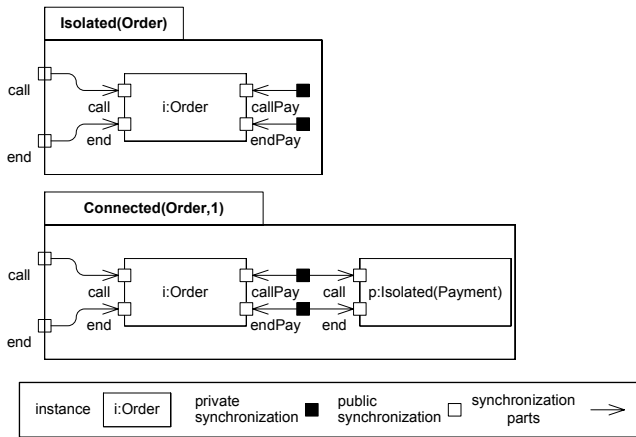 Isolated(Order)
call
call
i:Order
callPay
end
end
endPay
Connected(Order,1)
call
call
i:Order
callPay
call
p:Isolated(Payment)
end
end
endPay
end
instance
i:Order
private
synchronization
public
synchronization
synchronization
parts